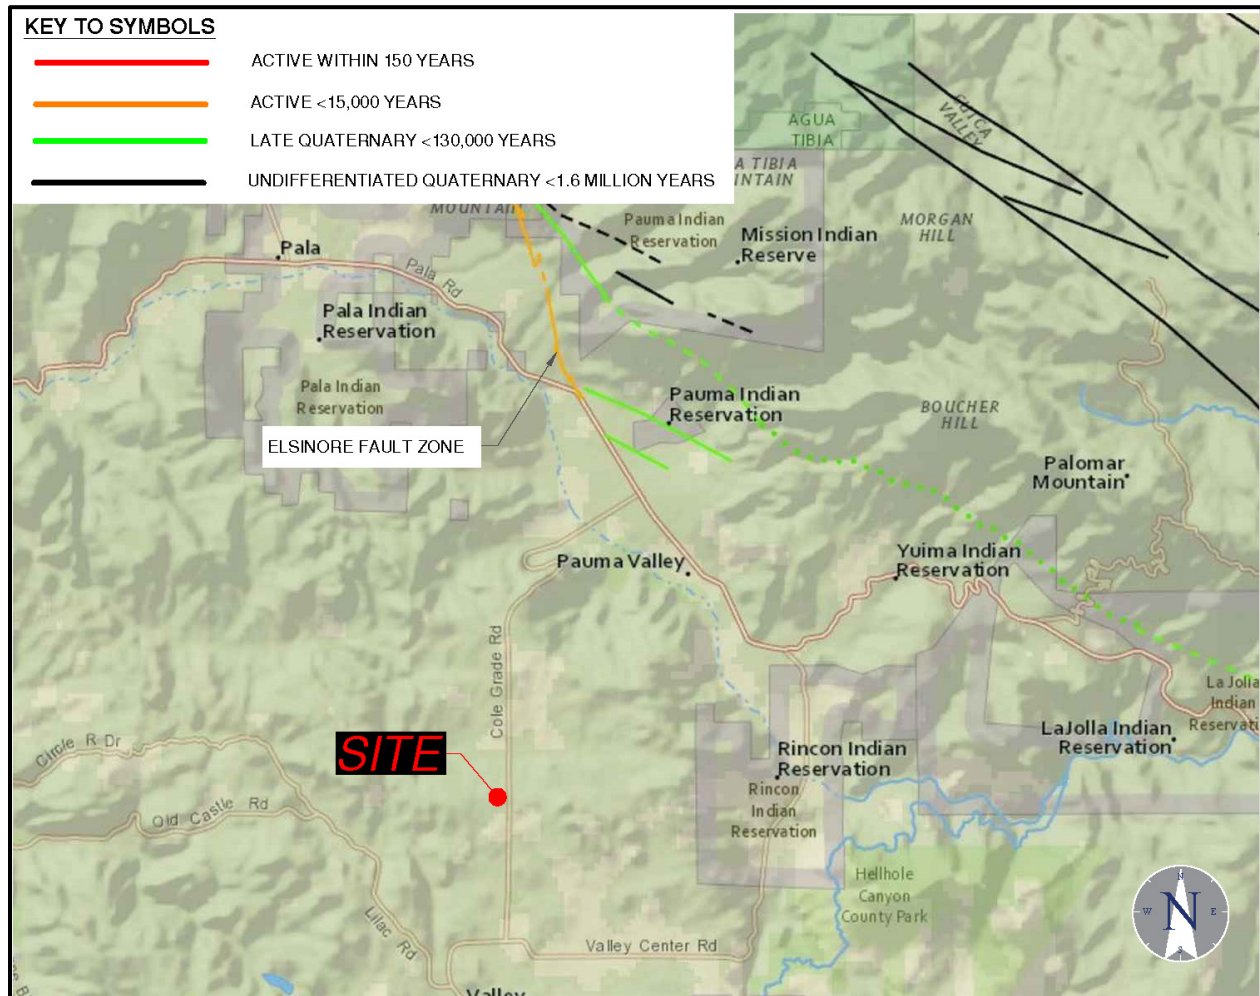 KEY TO SYMBOLS
ACTIVE WITHIN 150 YEARS
ACTIVE <15,000 YEARS
LATE QUATERNARY <130,000 YEARS
UNDIFFERENTIATED QUATERNARY <1.6 MILLION YEARS
AGUA
TIBIA
CUTCA
VALLEY
A TIBIA
INTAIN
MOUNTAIN
Pauma Indian
Reservation
Mission Indian
Reserve
MORGAN
HILL
Pala
Pala Rd
Pala Indian
Reservation
Pala Indian
Reservation
Pauma Indian
Reservation
BOUCHER
HILL
ELSINORE FAULT ZONE
Palomar
Mountain
Pauma Valley
Yuima Indian
Reservation
Cole Grade Rd
La Jolla
Indian
Reservati
LaJolla Indian
Reservation
SITE
Circle R Dr
Old Castle Rd
Rincon Indian
Reservation
Rincon
Indian
Reservation
Hellhole
Canyon
County Park
Lilac Rd
Valley Center Rd
Valley
N
W
N
E
S